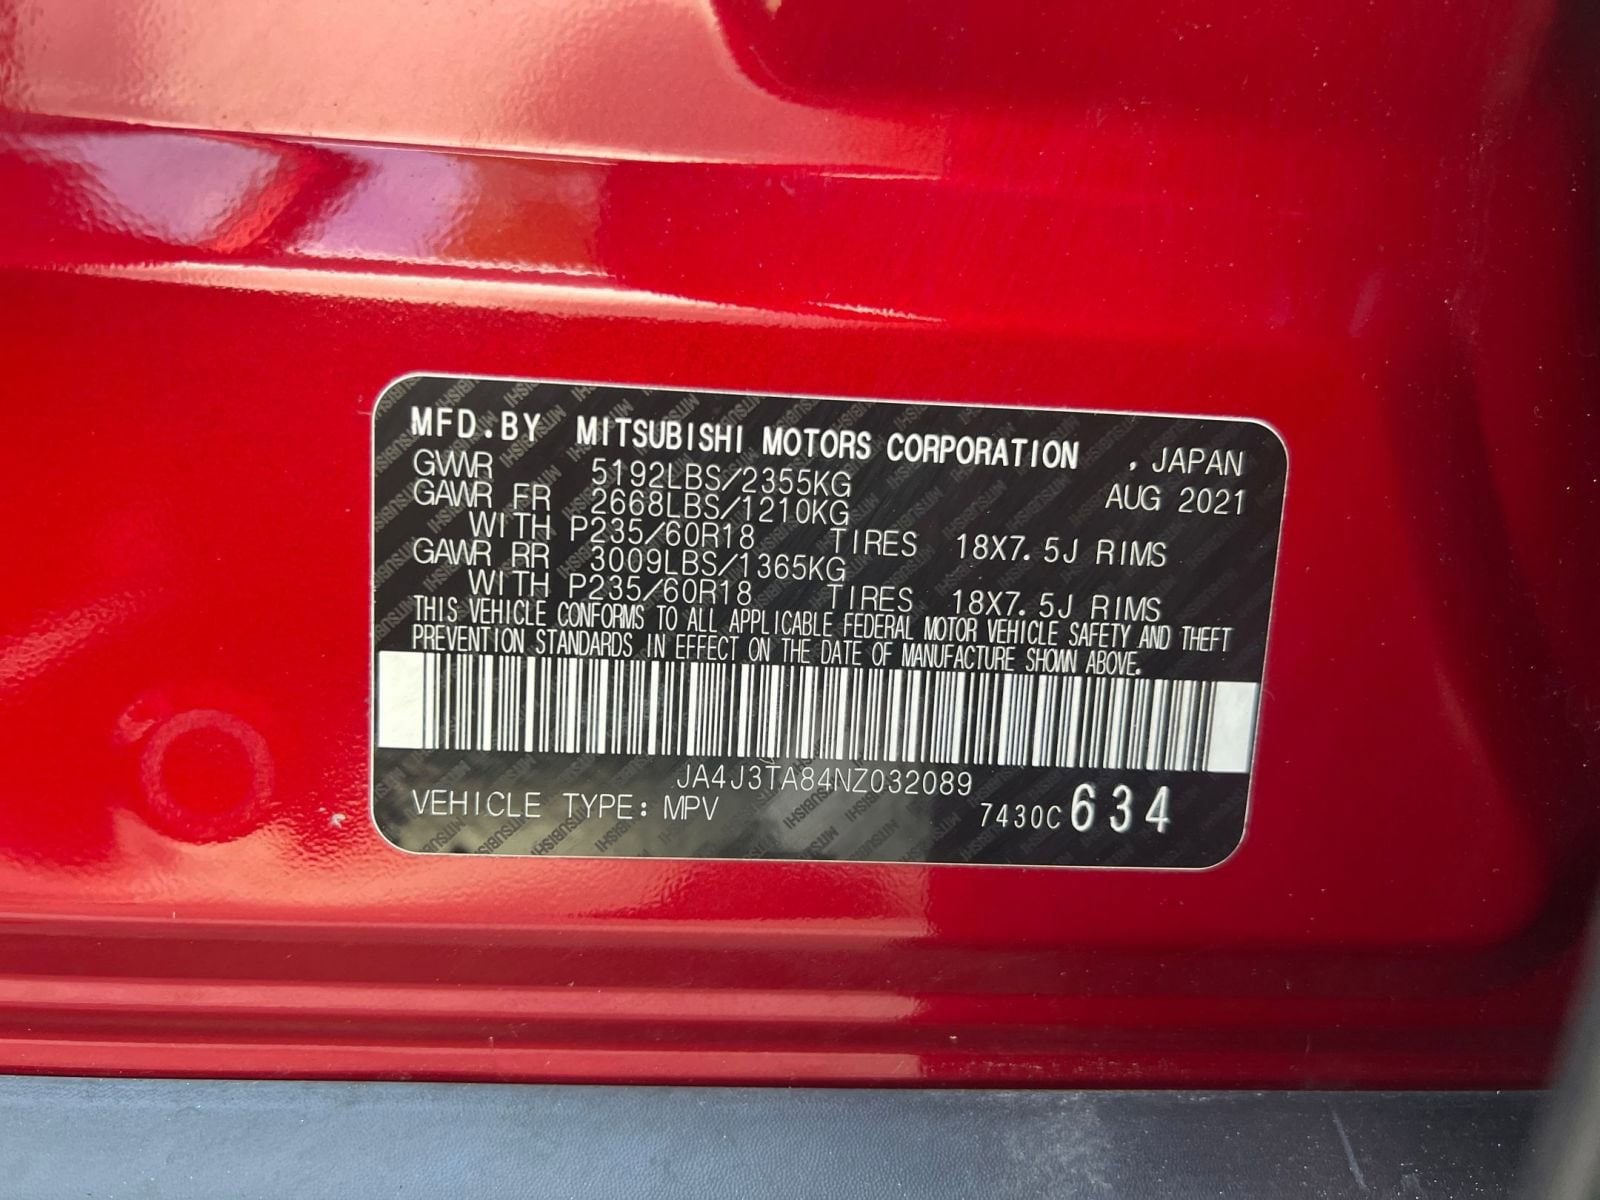 MFD.BY MITSUBISHI MOTORS CORPORATION , JAPAN
GVWR 5192LBS/2355KG AUG 2021
GAWR FR 2668LBS/1210KG
WITH P235/60R18 TIRES 18X7.5J RIMS
GAWR RR 3009LBS/1365KG
WITH P235/60R18 TIRES 18X7.5J RIMS
THIS VEHICLE CONFORMS TO ALL APPLICABLE FEDERAL MOTOR VEHICLE SAFETY AND THEFT
PREVENTION STANDARDS IN EFFECT ON THE DATE OF MANUFACTURE SHOWN ABOVE.
JA4J3TA84NZ032089
VEHICLE TYPE: MPV 7430C 634